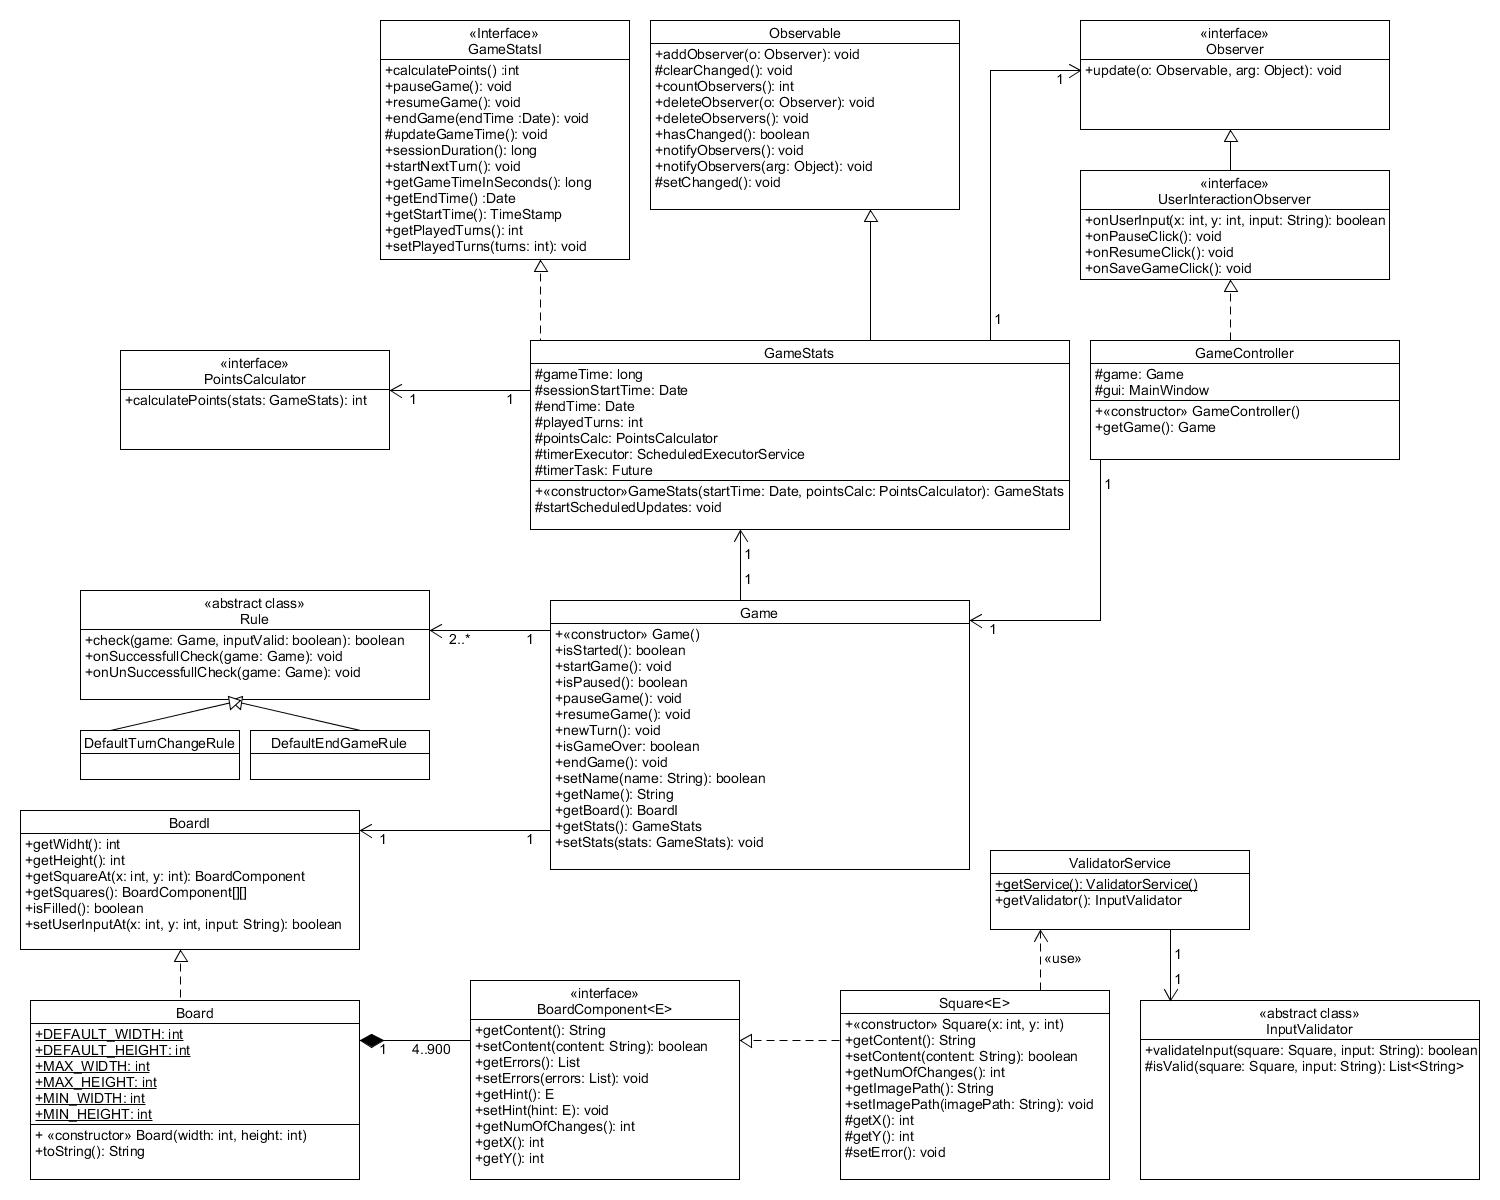 «Interface»
GameStatsI
+calculatePoints() :int
+pauseGame(): void
+resumeGame(): void
+endGame(endTime :Date): void
#updateGameTime(): void
+sessionDuration(): long
+startNextTurn(): void
+getGameTimeInSeconds(): long
+getEndTime() :Date
+getStartTime(): TimeStamp
+getPlayedTurns(): int
+setPlayedTurns(turns: int): void
Observable
+addObserver(o: Observer): void
#clearChanged(): void
+countObservers(): int
+deleteObserver(o: Observer): void
+deleteObservers(): void
+hasChanged(): boolean
+notifyObservers(): void
+notifyObservers(arg: Object): void
#setChanged(): void
«interface»
Observer
+update(o: Observable, arg: Object): void
1
1
«interface»
UserInteractionObserver
+onUserInput(x: int, y: int, input: String): boolean
+onPauseClick(): void
+onResumeClick(): void
+onSaveGameClick(): void
«interface»
PointsCalculator
+calculatePoints(stats: GameStats): int
1
1
GameStats
#gameTime: long
#sessionStartTime: Date
#endTime: Date
#playedTurns: int
#pointsCalc: PointsCalculator
#timerExecutor: ScheduledExecutorService
#timerTask: Future
+«constructor»GameStats(startTime: Date, pointsCalc: PointsCalculator): GameStats
#startScheduledUpdates: void
GameController
#game: Game
#gui: MainWindow
+«constructor» GameController()
+getGame(): Game
1
1
1
1
«abstract class»
Rule
+check(game: Game, inputValid: boolean): boolean
+onSuccessfullCheck(game: Game): void
+onUnSuccessfullCheck(game: Game): void
2..*
1
DefaultTurnChangeRule
DefaultEndGameRule
Game
+«constructor» Game()
+isStarted(): boolean
+startGame(): void
+isPaused(): boolean
+pauseGame(): void
+resumeGame(): void
+newTurn(): void
+isGameOver: boolean
+endGame(): void
+setName(name: String): boolean
+getName(): String
+getBoard(): BoardI
+getStats(): GameStats
+setStats(stats: GameStats): void
BoardI
+getWidht(): int
+getHeight(): int
+getSquareAt(x: int, y: int): BoardComponent
+getSquares(): BoardComponent[][]
+isFilled(): boolean
+setUserInputAt(x: int, y: int, input: String): boolean
1
1
ValidatorService
+getService(): ValidatorService()
+getValidator(): InputValidator
«use»
1
1
Board
+DEFAULT_WIDTH: int
+DEFAULT_HEIGHT: int
+MAX_WIDTH: int
+MAX_HEIGHT: int
+MIN_WIDTH: int
+MIN_HEIGHT: int
+ «constructor» Board(width: int, height: int)
+toString(): String
1
4..900
«interface»
BoardComponent<E>
+getContent(): String
+setContent(content: String): boolean
+getErrors(): List
+setErrors(errors: List): void
+getHint(): E
+setHint(hint: E): void
+getNumOfChanges(): int
+getX(): int
+getY(): int
Square<E>
+«constructor» Square(x: int, y: int)
+getContent(): String
+setContent(content: String): boolean
+getNumOfChanges(): int
+getImagePath(): String
+setImagePath(imagePath: String): void
#getX(): int
#getY(): int
#setError(): void
«abstract class»
InputValidator
+validateInput(square: Square, input: String): boolean
#isValid(square: Square, input: String): List<String>